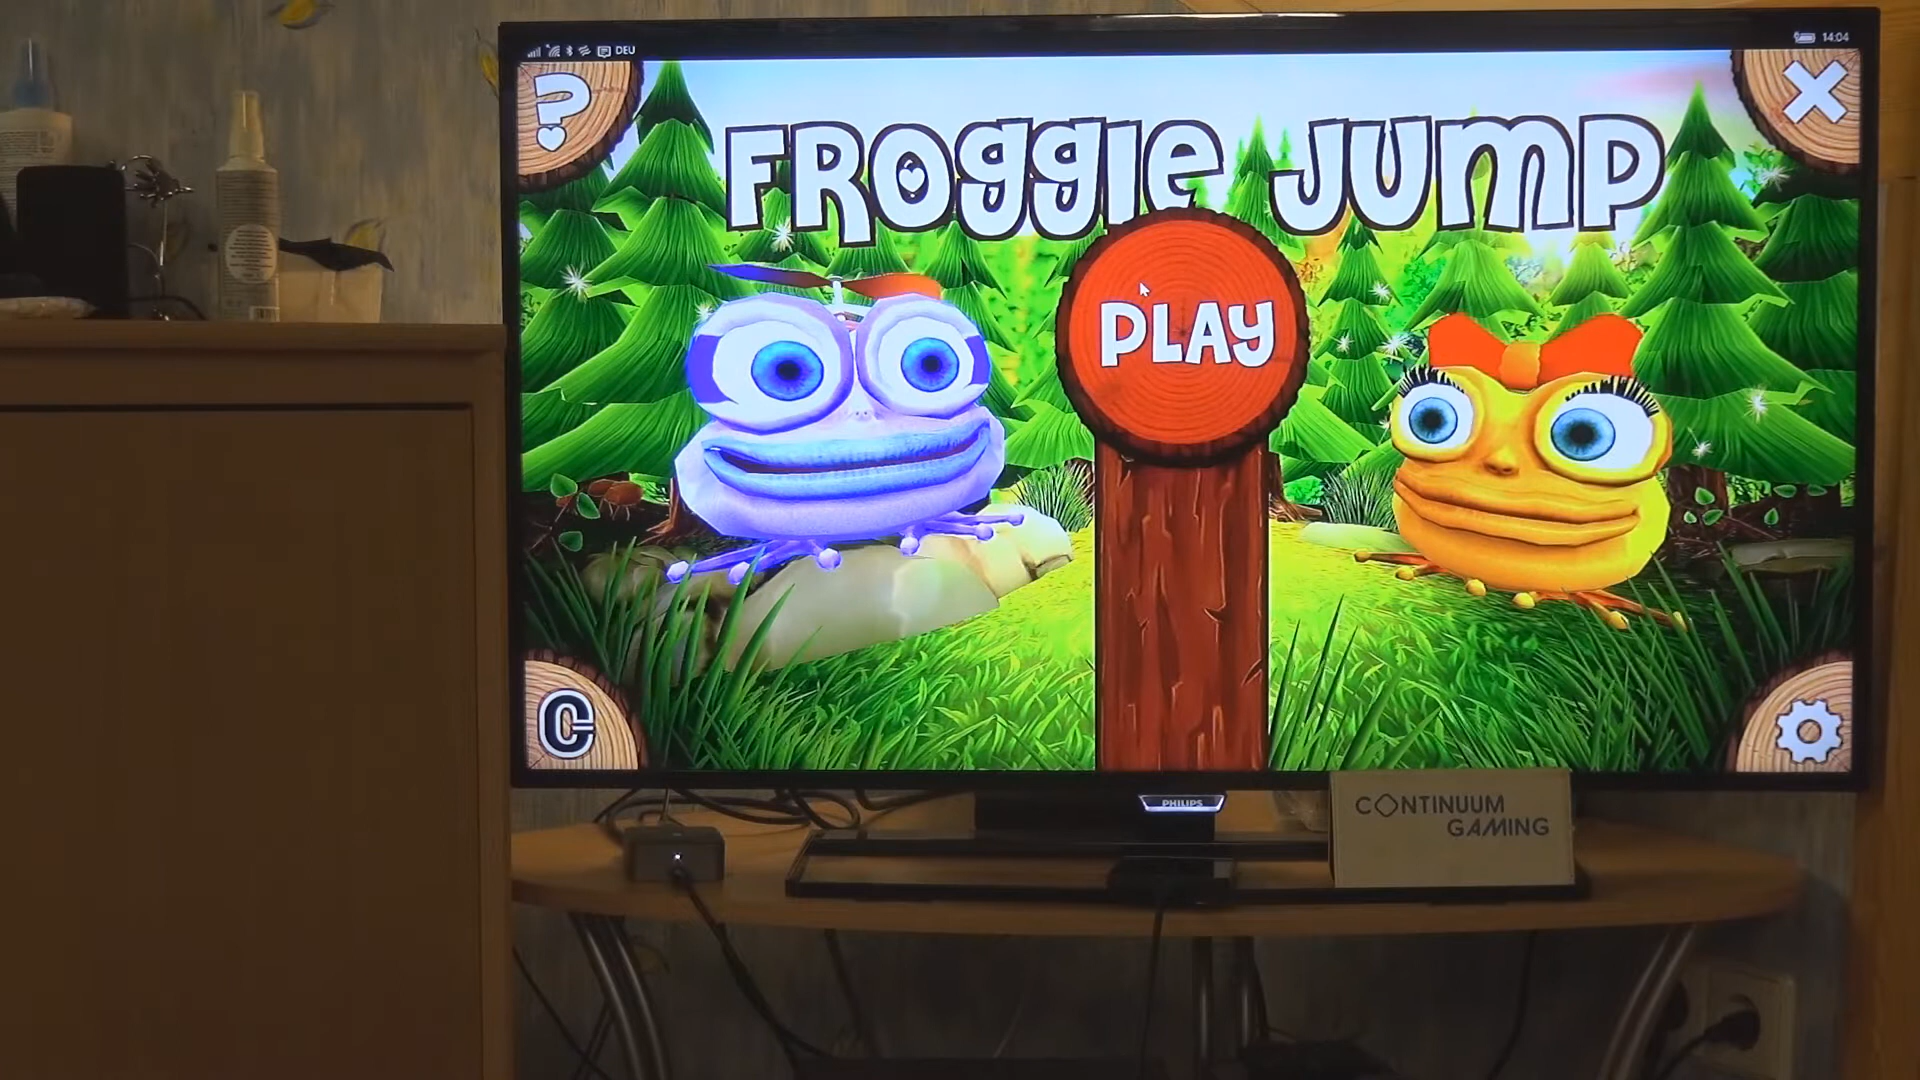 DEU
14:04
?
X
FROGGIE JUMP
PLAY
C
PHILIPS
CONTINUUM
GAMING